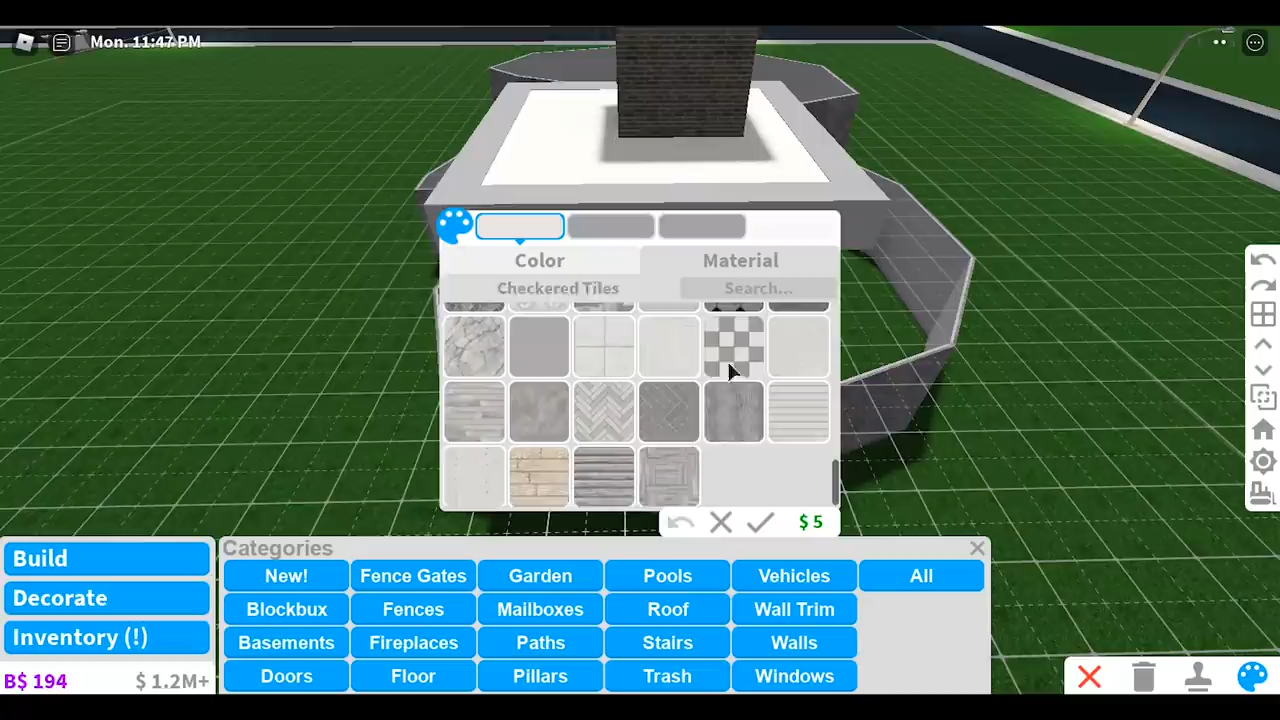 Mon. 11:47 PM
Color
Material
Checkered Tiles
Search...
$ 5
Build
Decorate
Inventory (!)
B$ 194
$ 1.2M+
Categories
New!
Fence Gates
Garden
Pools
Vehicles
All
Blockbux
Fences
Mailboxes
Roof
Wall Trim
Basements
Fireplaces
Paths
Stairs
Walls
Doors
Floor
Pillars
Trash
Windows